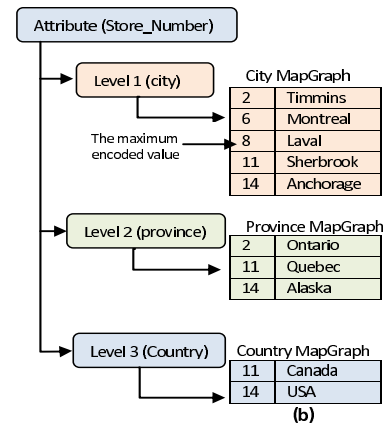 Attribute (Store_Number)
Level 1 (city)
City MapGraph
2 Timmins
6 Montreal
The maximum
encoded value
8 Laval
11 Sherbrook
14 Anchorage
Level 2 (province)
Province MapGraph
2 Ontario
11 Quebec
14 Alaska
Level 3 (Country)
Country MapGraph
11 Canada
14 USA
(b)